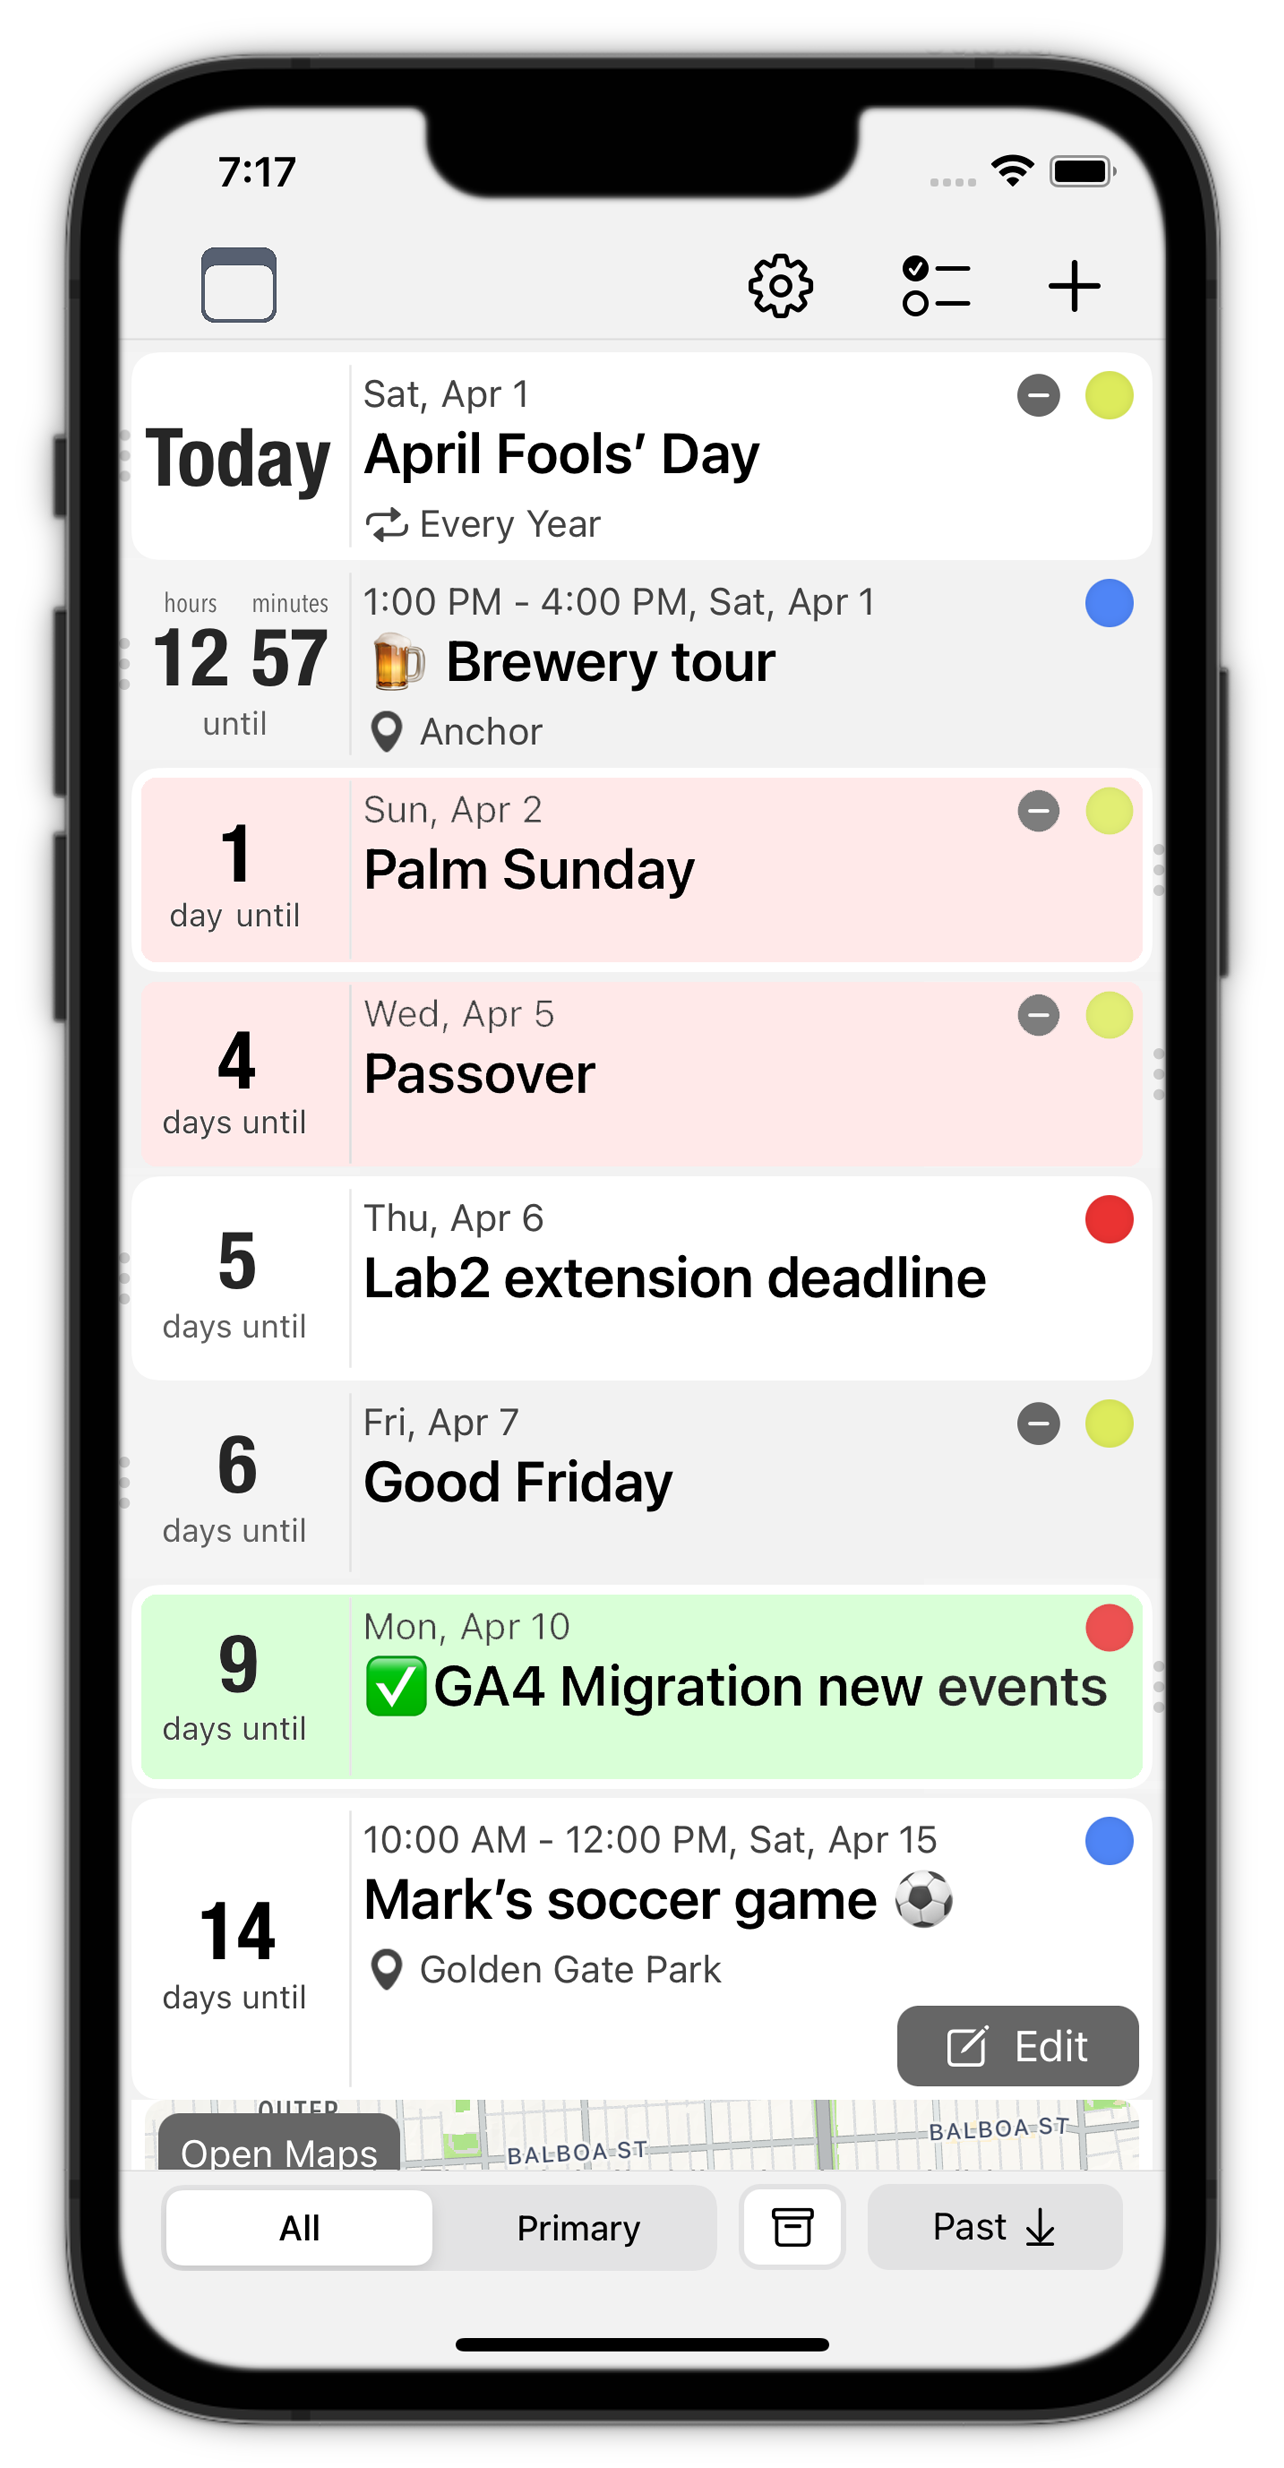 7:17
Today
Sat, Apr 1
April Fools’ Day
Every Year
hours minutes
12 57
until
1:00 PM - 4:00 PM, Sat, Apr 1
🍺 Brewery tour
Anchor
1
day until
Sun, Apr 2
Palm Sunday
4
days until
Wed, Apr 5
Passover
5
days until
Thu, Apr 6
Lab2 extension deadline
6
days until
Fri, Apr 7
Good Friday
9
days until
Mon, Apr 10
✅GA4 Migration new events
14
days until
10:00 AM - 12:00 PM, Sat, Apr 15
Mark’s soccer game ⚽
Golden Gate Park
Edit
OUTER
Open Maps
BALBOA ST
BALBOA ST
All
Primary
Past